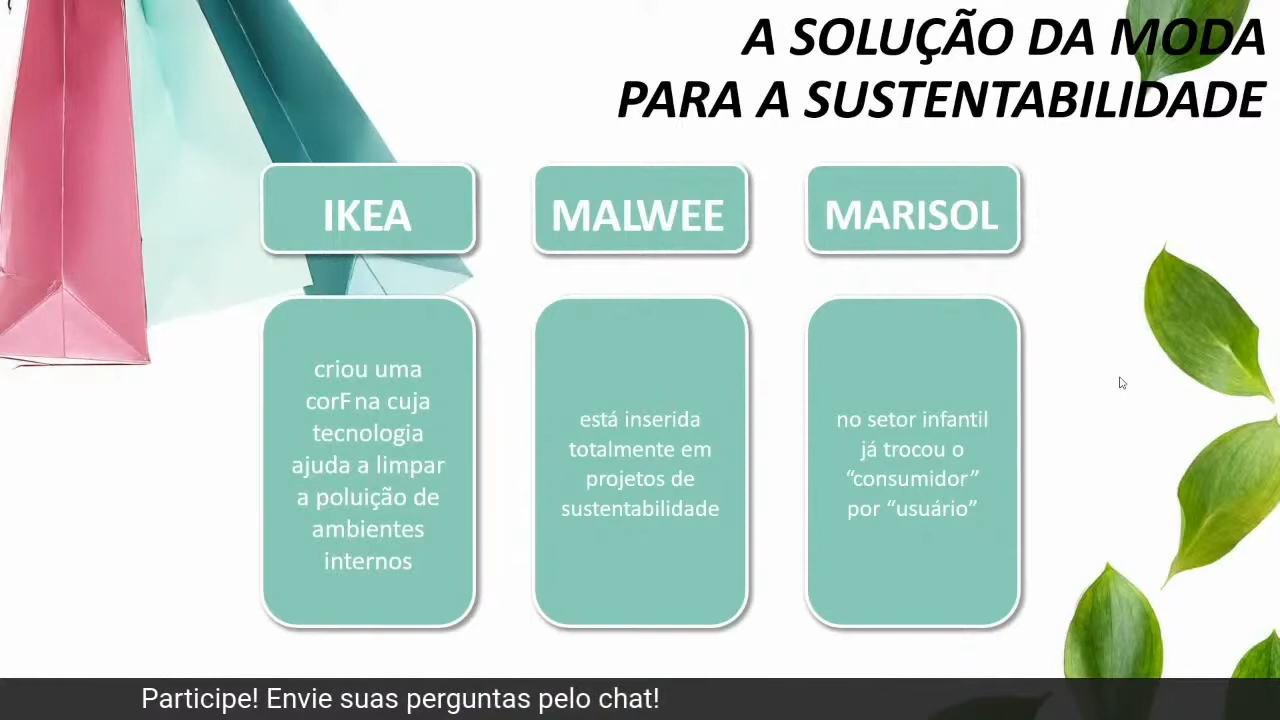 A SOLUÇÃO DA MODA
PARA A SUSTENTABILIDADE
IKEA
MALWEE
MARISOL
criou uma
corFna cuja
tecnologia
ajuda a limpar
a poluição de
ambientes
internos
está inserida
totalmente em
projetos de
sustentabilidade
no setor infantil
já trocou o
“consumidor”
por “usuário”
Participe! Envie suas perguntas pelo chat!